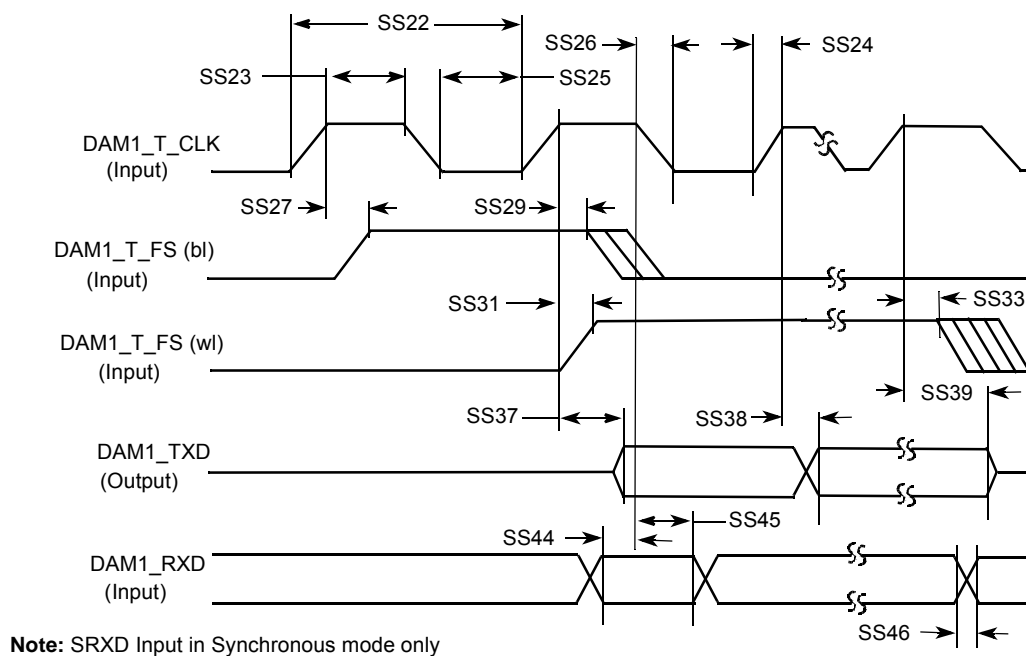 SS22
SS26
SS24
SS23
SS25
DAM1_T_CLK
(Input)
SS27
SS29
DAM1_T_FS (bl)
(Input)
SS31
SS33
DAM1_T_FS (wl)
(Input)
SS39
SS37
SS38
DAM1_TXD
(Output)
SS45
SS44
DAM1_RXD
(Input)
SS46
Note: SRXD Input in Synchronous mode only